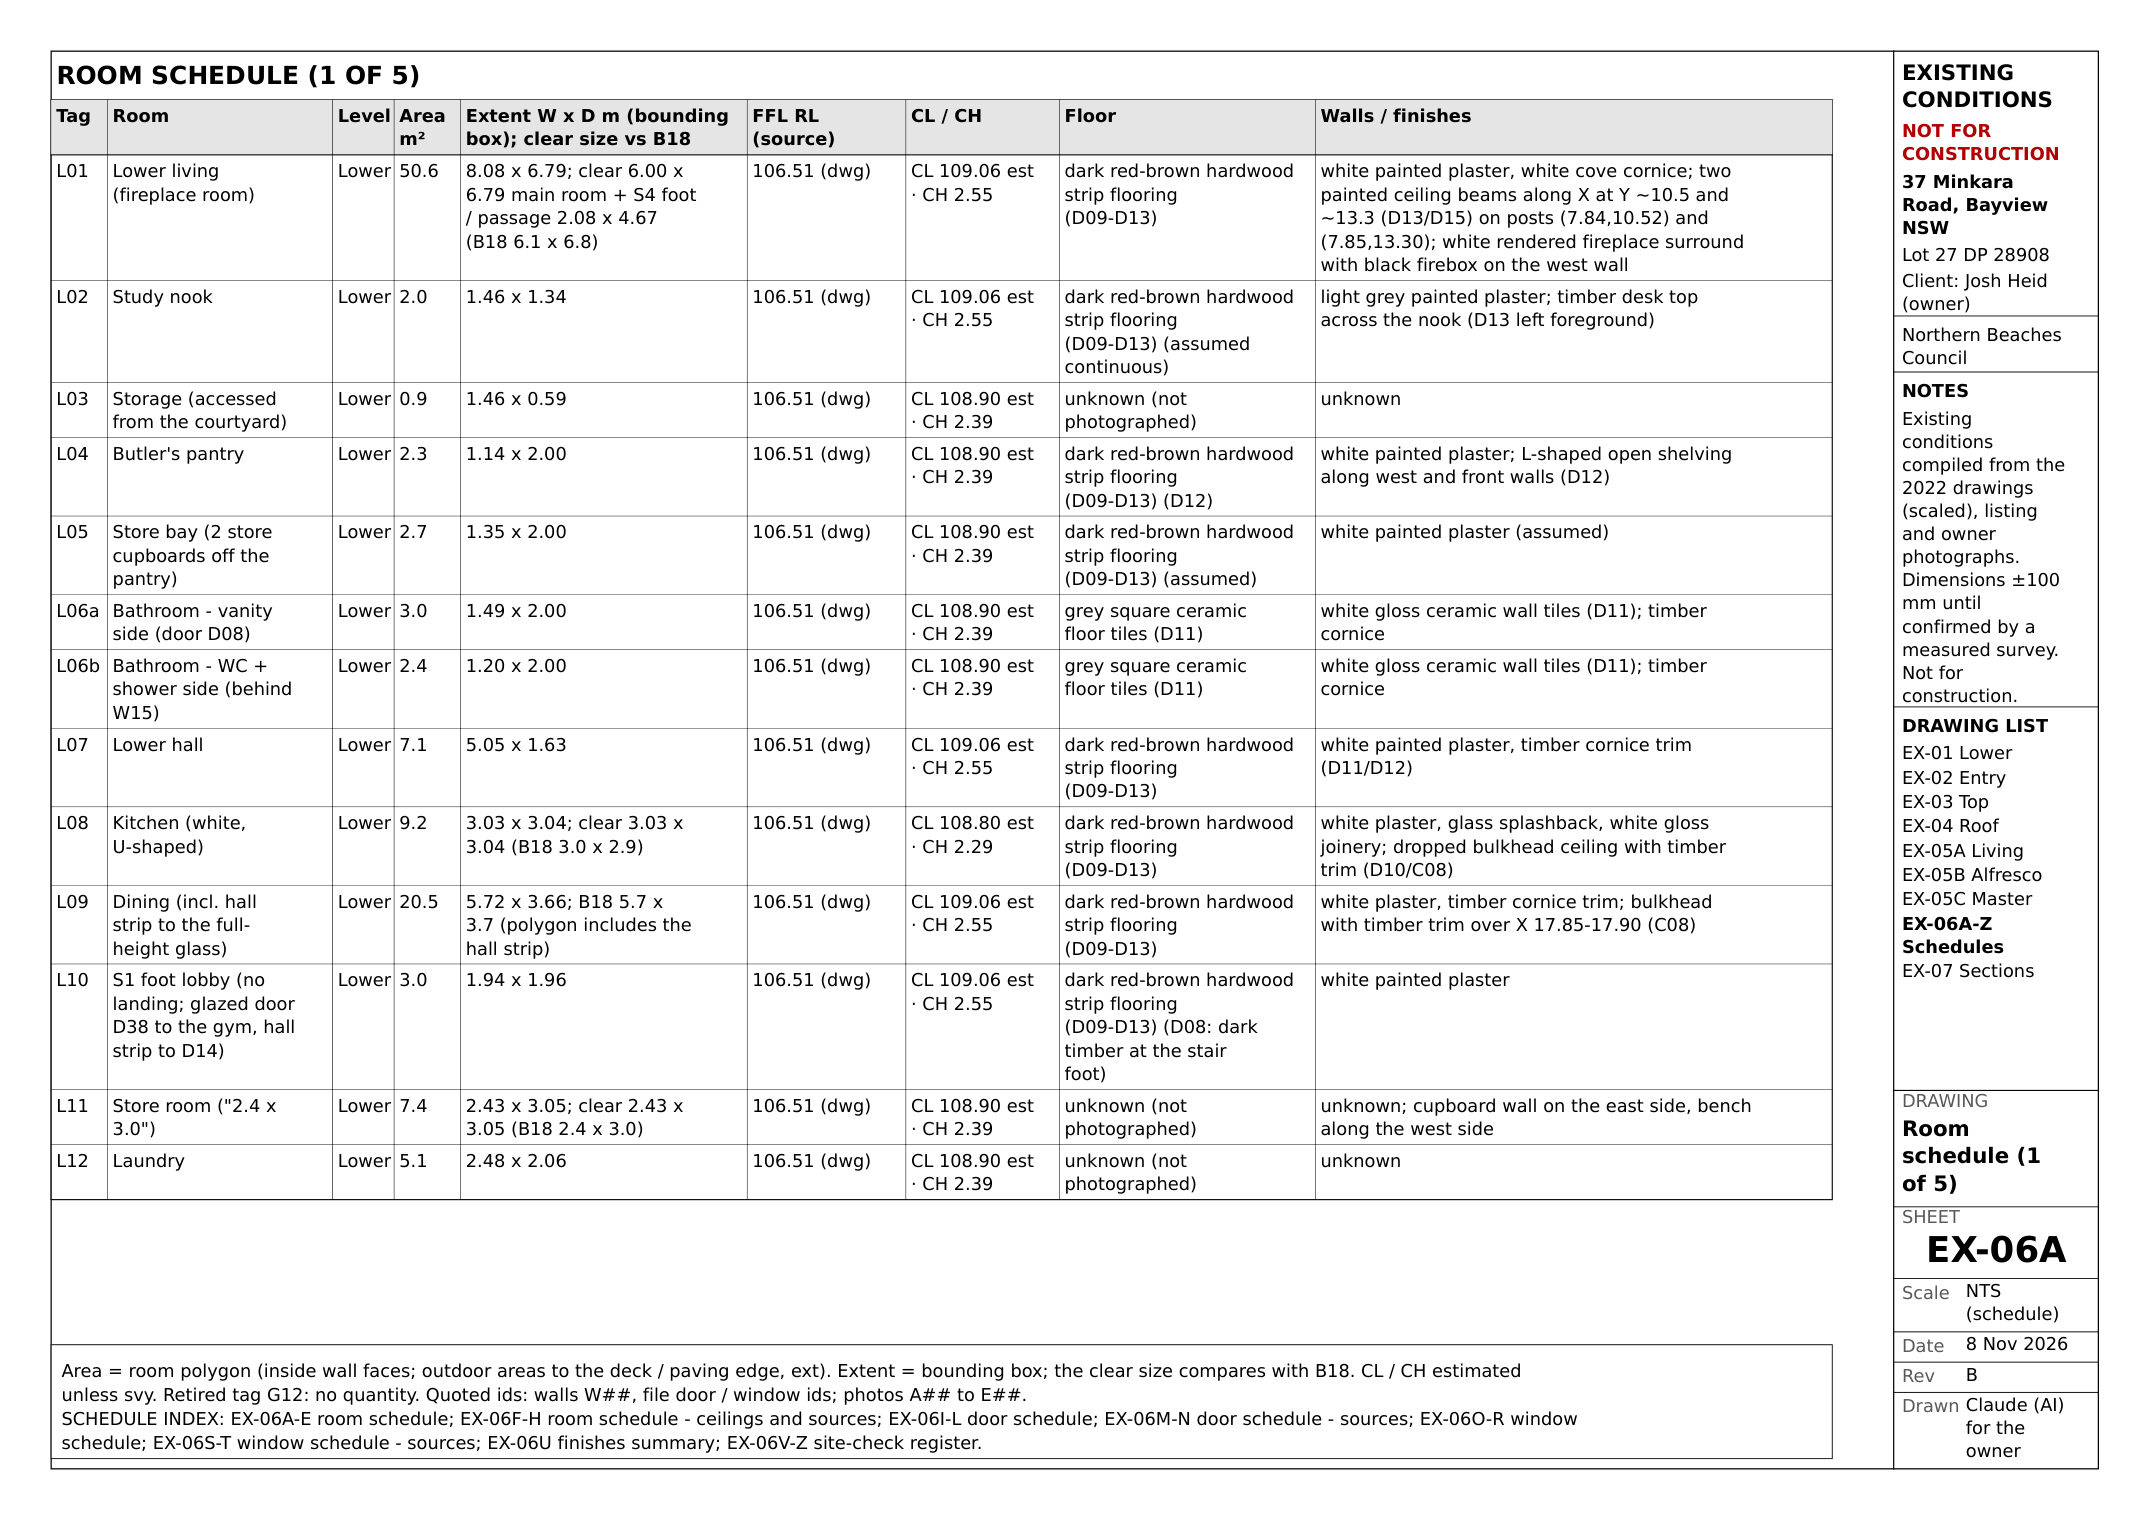 ROOM SCHEDULE (1 OF 5)
Tag Room Level Area Extent W x D m (bounding FFL RL CL / CH Floor Walls / finishes
m² box); clear size vs B18 (source)
L01 Lower living Lower 50.6 8.08 x 6.79; clear 6.00 x 106.51 (dwg) CL 109.06 est dark red-brown hardwood white painted plaster, white cove cornice; two
(fireplace room) 6.79 main room + S4 foot · CH 2.55 strip flooring painted ceiling beams along X at Y ~10.5 and
/ passage 2.08 x 4.67 (D09-D13) ~13.3 (D13/D15) on posts (7.84,10.52) and
(B18 6.1 x 6.8) (7.85,13.30); white rendered fireplace surround
with black firebox on the west wall
L02 Study nook Lower 2.0 1.46 x 1.34 106.51 (dwg) CL 109.06 est dark red-brown hardwood light grey painted plaster; timber desk top
· CH 2.55 strip flooring across the nook (D13 left foreground)
(D09-D13) (assumed
continuous)
L03 Storage (accessed Lower 0.9 1.46 x 0.59 106.51 (dwg) CL 108.90 est unknown (not unknown
from the courtyard) · CH 2.39 photographed)
L04 Butler's pantry Lower 2.3 1.14 x 2.00 106.51 (dwg) CL 108.90 est dark red-brown hardwood white painted plaster; L-shaped open shelving
· CH 2.39 strip flooring along west and front walls (D12)
(D09-D13) (D12)
L05 Store bay (2 store Lower 2.7 1.35 x 2.00 106.51 (dwg) CL 108.90 est dark red-brown hardwood white painted plaster (assumed)
cupboards off the · CH 2.39 strip flooring
pantry) (D09-D13) (assumed)
L06a Bathroom - vanity Lower 3.0 1.49 x 2.00 106.51 (dwg) CL 108.90 est grey square ceramic white gloss ceramic wall tiles (D11); timber
side (door D08) · CH 2.39 floor tiles (D11) cornice
L06b Bathroom - WC + Lower 2.4 1.20 x 2.00 106.51 (dwg) CL 108.90 est grey square ceramic white gloss ceramic wall tiles (D11); timber
shower side (behind · CH 2.39 floor tiles (D11) cornice
W15)
L07 Lower hall Lower 7.1 5.05 x 1.63 106.51 (dwg) CL 109.06 est dark red-brown hardwood white painted plaster, timber cornice trim
· CH 2.55 strip flooring (D11/D12)
(D09-D13)
L08 Kitchen (white, Lower 9.2 3.03 x 3.04; clear 3.03 x 106.51 (dwg) CL 108.80 est dark red-brown hardwood white plaster, glass splashback, white gloss
U-shaped) 3.04 (B18 3.0 x 2.9) · CH 2.29 strip flooring joinery; dropped bulkhead ceiling with timber
(D09-D13) trim (D10/C08)
L09 Dining (incl. hall Lower 20.5 5.72 x 3.66; B18 5.7 x 106.51 (dwg) CL 109.06 est dark red-brown hardwood white plaster, timber cornice trim; bulkhead
strip to the full- 3.7 (polygon includes the · CH 2.55 strip flooring with timber trim over X 17.85-17.90 (C08)
height glass) hall strip) (D09-D13)
L10 S1 foot lobby (no Lower 3.0 1.94 x 1.96 106.51 (dwg) CL 109.06 est dark red-brown hardwood white painted plaster
landing; glazed door · CH 2.55 strip flooring
D38 to the gym, hall (D09-D13) (D08: dark
strip to D14) timber at the stair
foot)
L11 Store room ("2.4 x Lower 7.4 2.43 x 3.05; clear 2.43 x 106.51 (dwg) CL 108.90 est unknown (not unknown; cupboard wall on the east side, bench
3.0") 3.05 (B18 2.4 x 3.0) · CH 2.39 photographed) along the west side
L12 Laundry Lower 5.1 2.48 x 2.06 106.51 (dwg) CL 108.90 est unknown (not unknown
· CH 2.39 photographed)
Area = room polygon (inside wall faces; outdoor areas to the deck / paving edge, ext). Extent = bounding box; the clear size compares with B18. CL / CH estimated
unless svy. Retired tag G12: no quantity. Quoted ids: walls W##, file door / window ids; photos A## to E##.
SCHEDULE INDEX: EX-06A-E room schedule; EX-06F-H room schedule - ceilings and sources; EX-06I-L door schedule; EX-06M-N door schedule - sources; EX-06O-R window
schedule; EX-06S-T window schedule - sources; EX-06U finishes summary; EX-06V-Z site-check register.
EXISTING
CONDITIONS
NOT FOR
CONSTRUCTION
37 Minkara
Road, Bayview
NSW
Lot 27 DP 28908
Client: Josh Heid
(owner)
Northern Beaches
Council
NOTES
Existing
conditions
compiled from the
2022 drawings
(scaled), listing
and owner
photographs.
Dimensions ±100
mm until
confirmed by a
measured survey.
Not for
construction.
DRAWING LIST
EX-01 Lower
EX-02 Entry
EX-03 Top
EX-04 Roof
EX-05A Living
EX-05B Alfresco
EX-05C Master
EX-06A-Z
Schedules
EX-07 Sections
DRAWING
Room
schedule (1
of 5)
SHEET
EX-06A
Scale NTS
(schedule)
Date 8 Nov 2026
Rev B
Drawn Claude (AI)
for the
owner